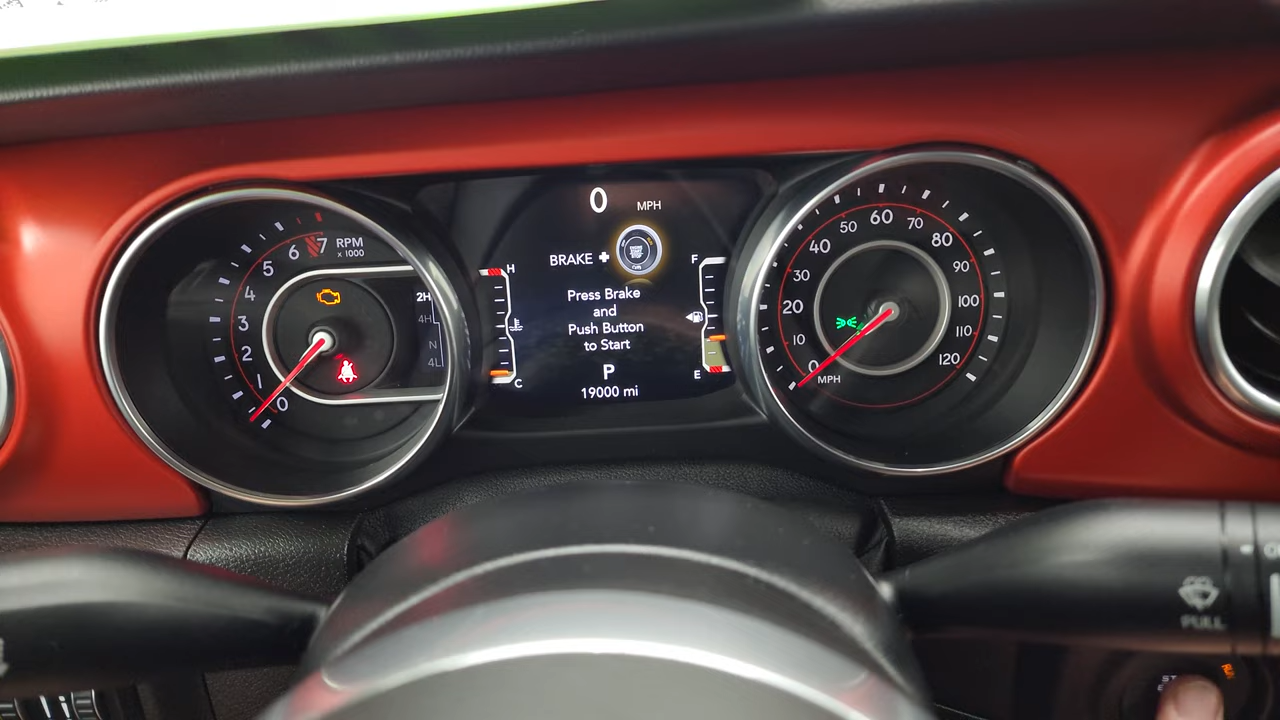 0 MPH
BRAKE +
Press Brake
and
Push Button
to Start
P
19000 mi
H
C
F
E
0
1
2
3
4
5
6
7
RPM
x 1000
2H
4H
N
4L
0
10
20
30
40
50
60
70
80
90
100
110
120
MPH
PULL